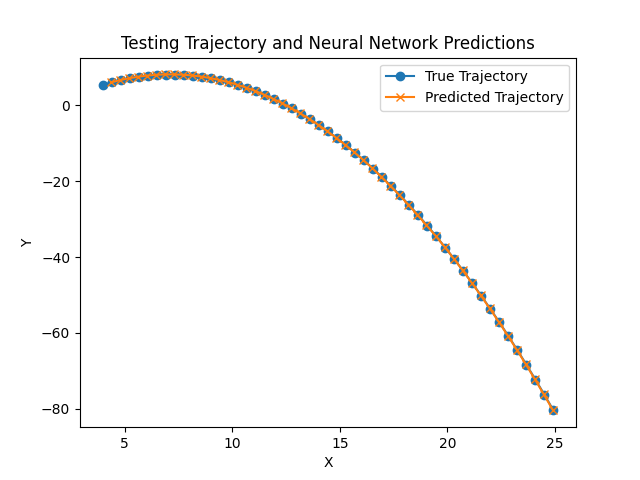 Testing Trajectory and Neural Network Predictions
True Trajectory
Predicted Trajectory
0
−20
−40
−60
−80
Y
5
10
15
20
25
X